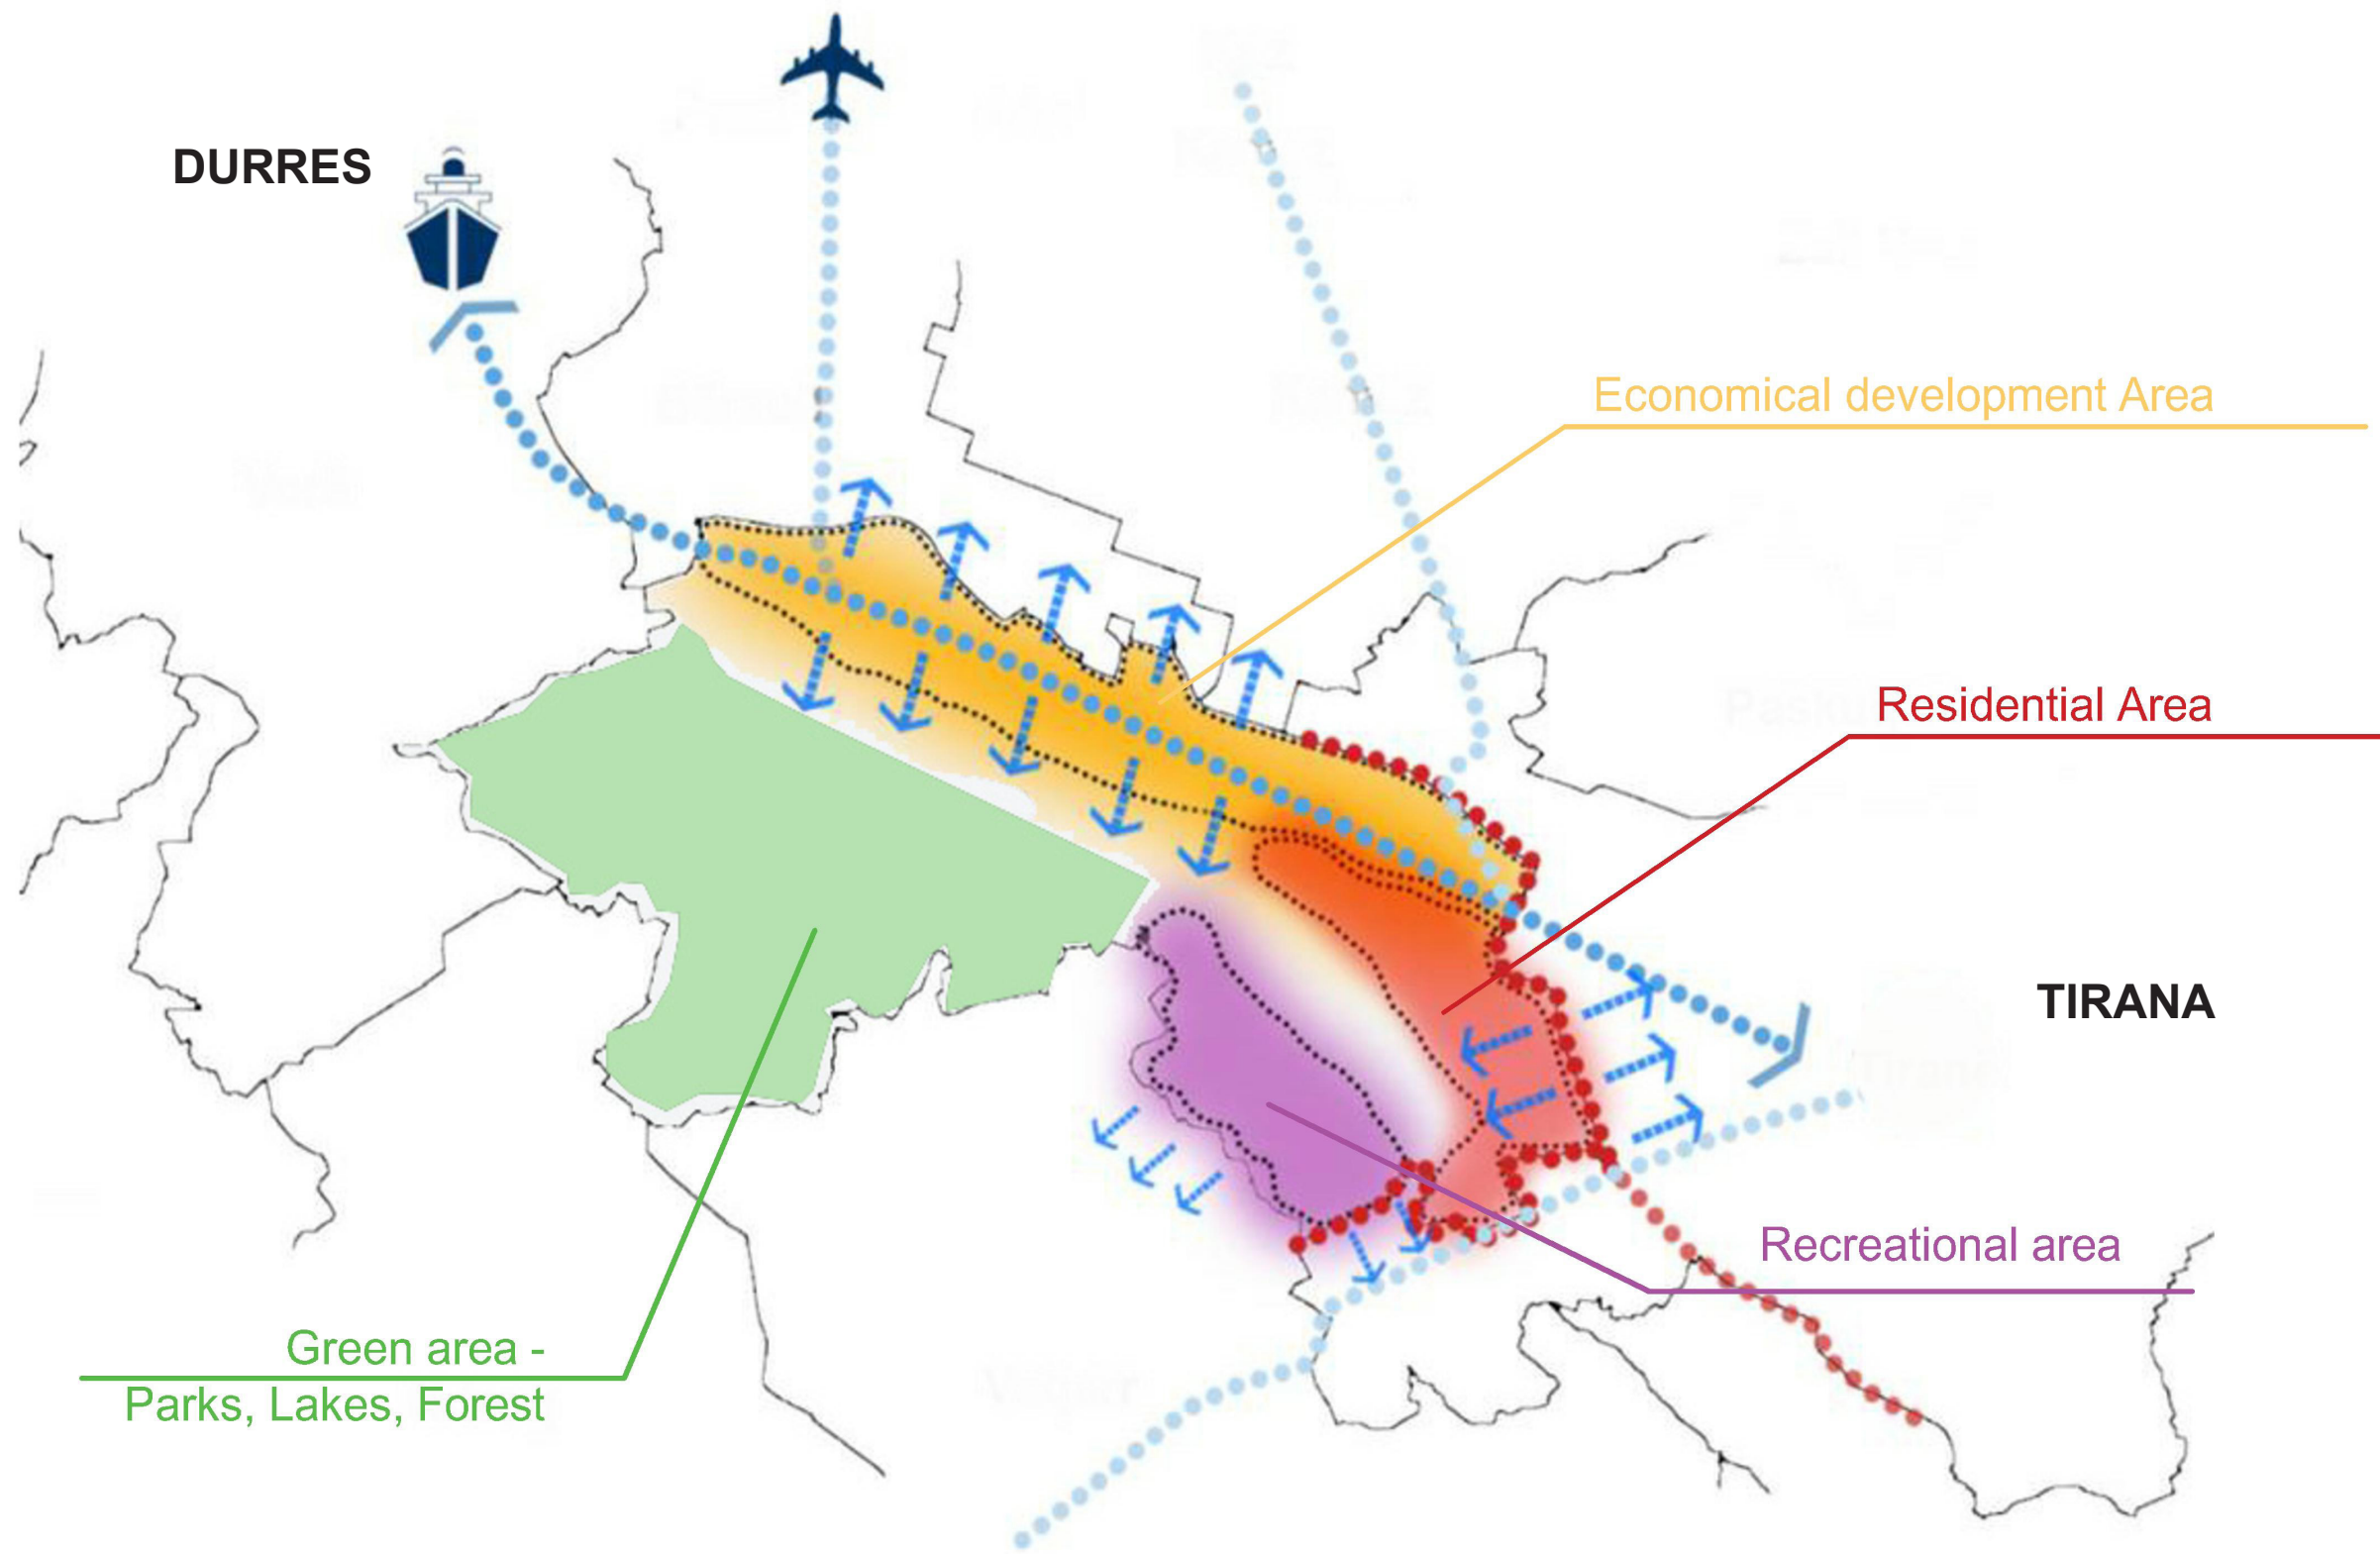 DURRES
Economical development Area
Residential Area
TIRANA
Recreational area
Green area -
Parks, Lakes, Forest